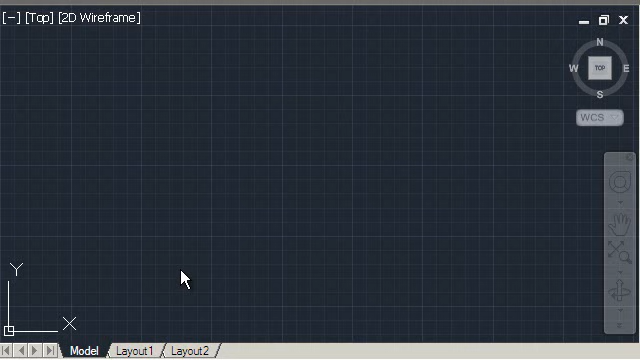 [−] [Top] [2D Wireframe]
N
W TOP E
S
WCS
Y
X
Model Layout1 Layout2